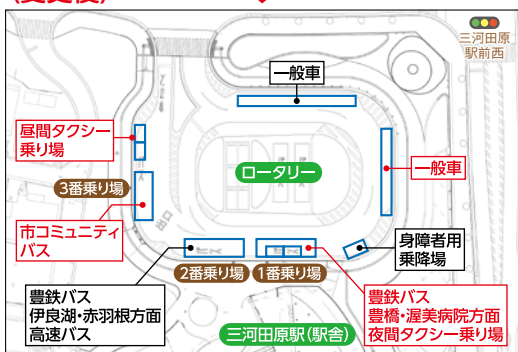 (変更後)
三河田原
駅前西
一般車
昼間タクシー
乗り場
ロータリー
一般車
3番乗り場
市コミュニティ
バス
身障者用
乗降場
2番乗り場
1番乗り場
豊鉄バス
伊良湖・赤羽根方面
高速バス
豊鉄バス
豊橋・渥美病院方面
夜間タクシー乗り場
三河田原駅(駅舎)